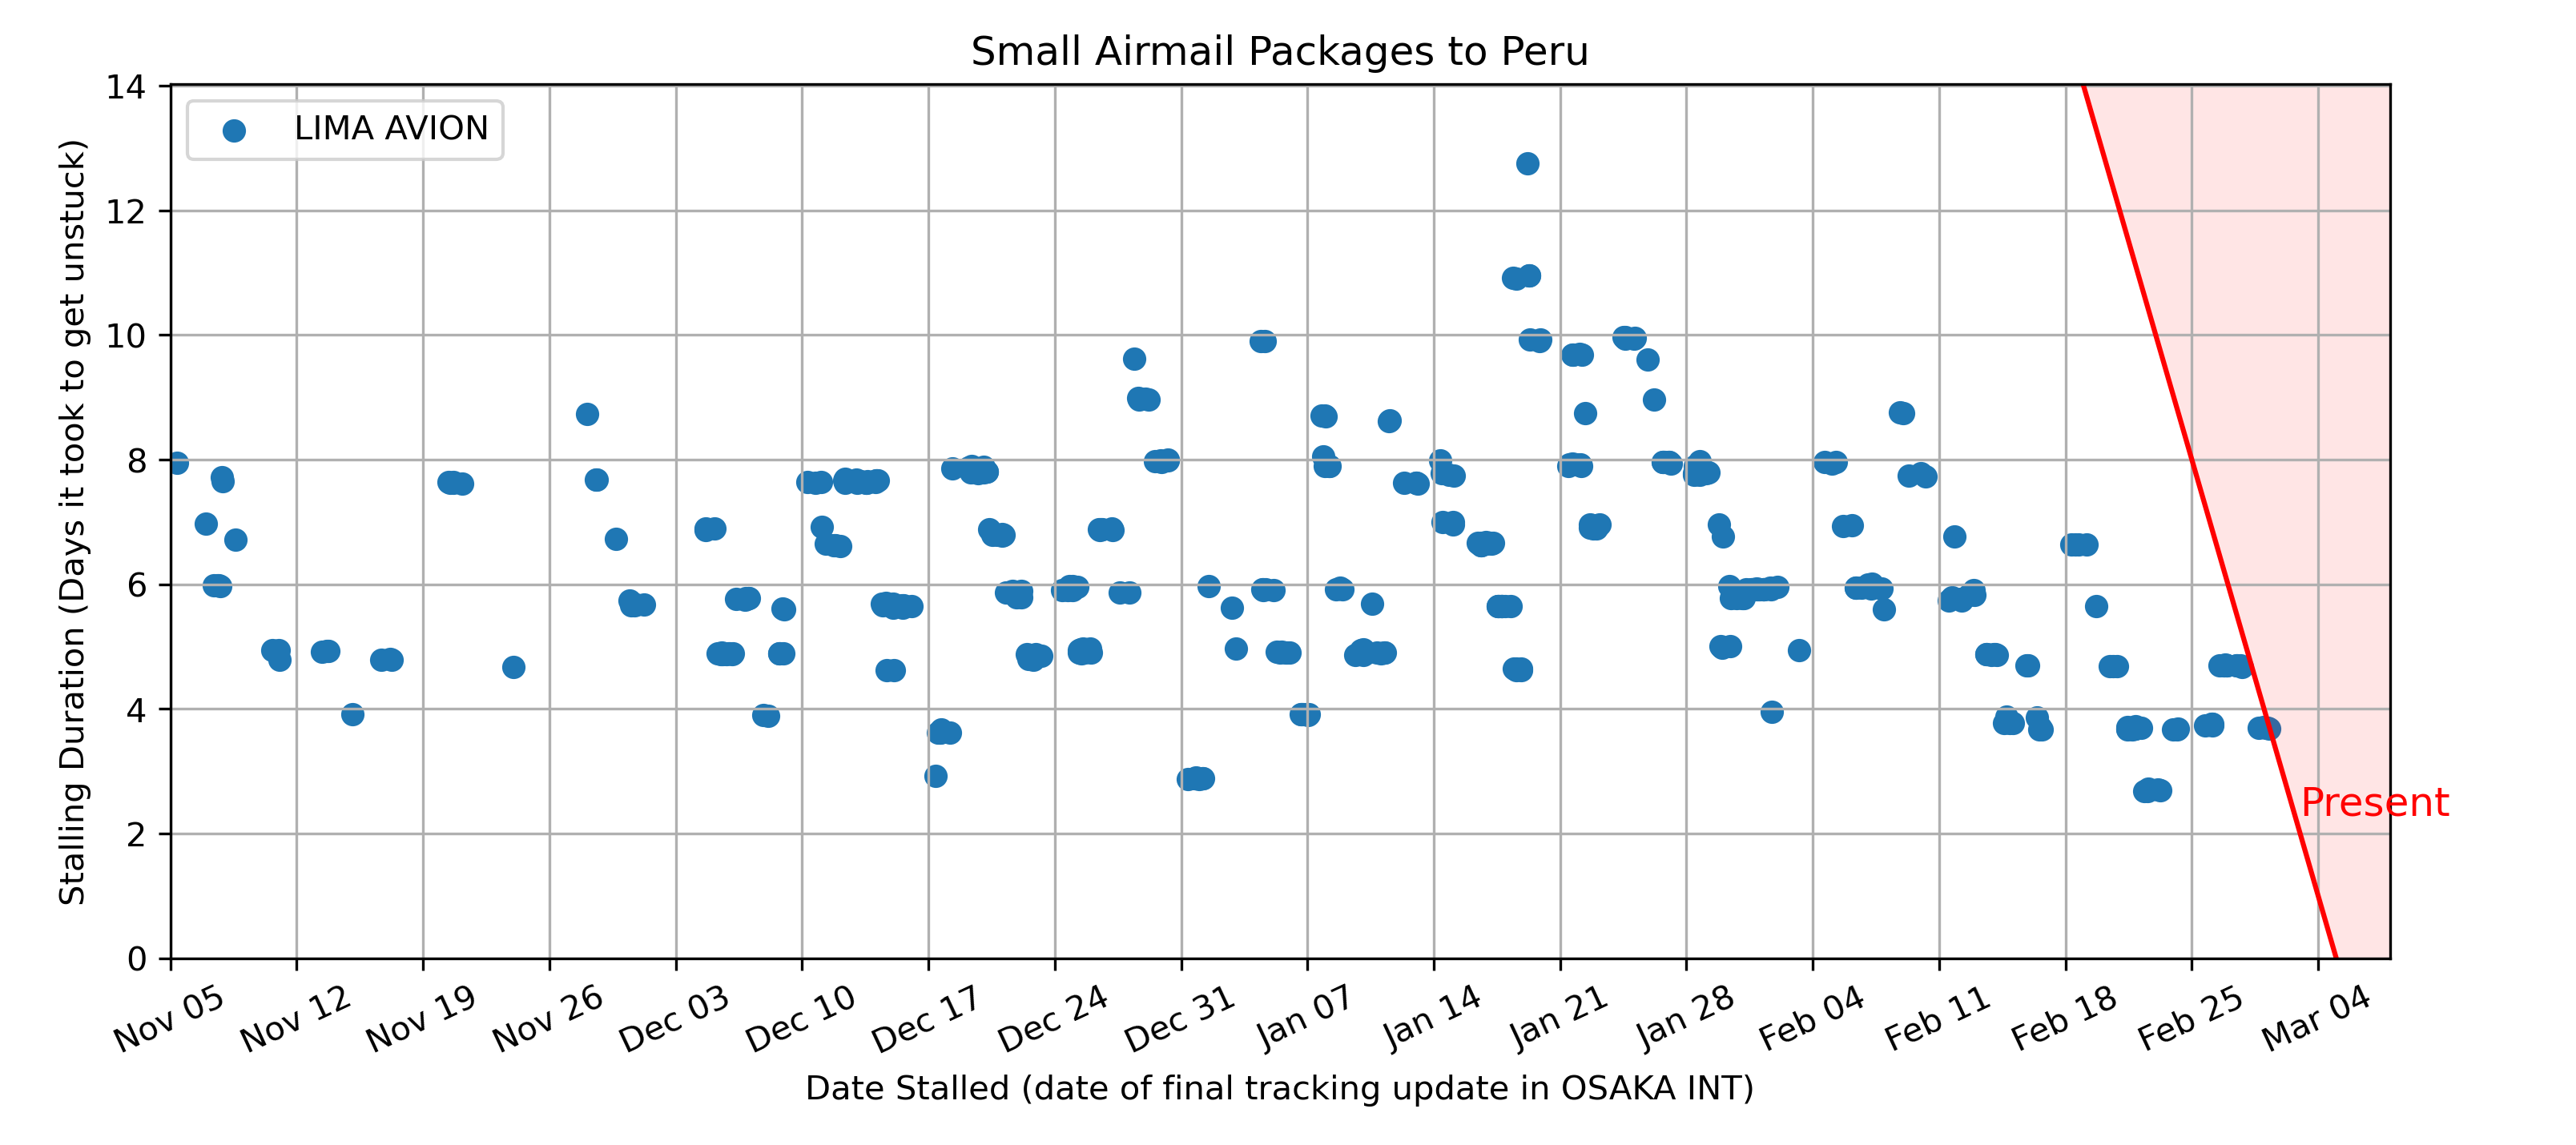 Small Airmail Packages to Peru
LIMA AVION
Stalling Duration (Days it took to get unstuck)
14
12
10
8
6
4
2
0
Present
Nov 05 Nov 12 Nov 19 Nov 26 Dec 03 Dec 10 Dec 17 Dec 24 Dec 31 Jan 07 Jan 14 Jan 21 Jan 28 Feb 04 Feb 11 Feb 18 Feb 25 Mar 04
Date Stalled (date of final tracking update in OSAKA INT)